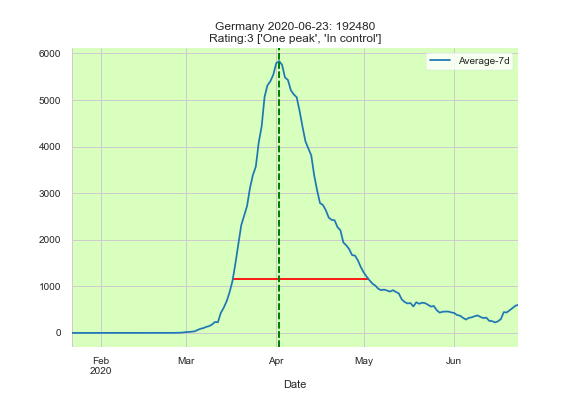 Germany 2020-06-23: 192480
Rating:3 ['One peak', 'In control']
Average-7d
6000
5000
4000
3000
2000
1000
0
Feb
2020
Mar
Apr
May
Jun
Date